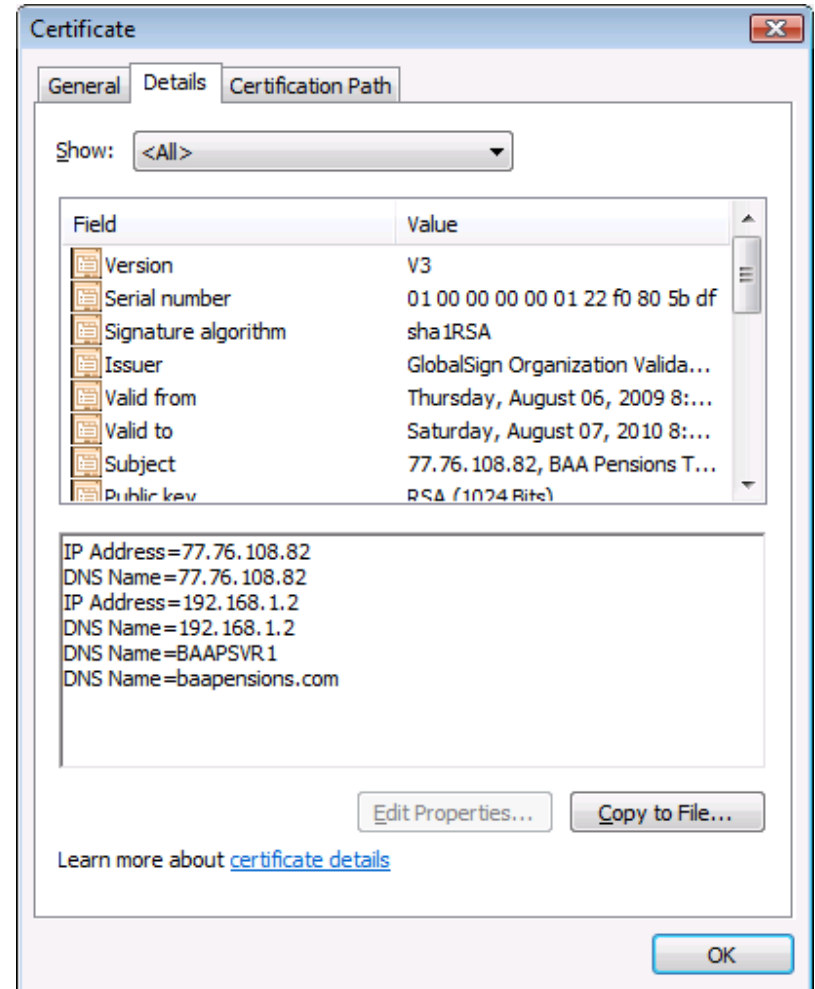 Certificate
General Details Certification Path
Show: <All>
Field Value
Version V3
Serial number 01 00 00 00 00 01 22 f0 80 5b df
Signature algorithm sha1RSA
Issuer GlobalSign Organization Valida...
Valid from Thursday, August 06, 2009 8:...
Valid to Saturday, August 07, 2010 8:...
Subject 77.76.108.82, BAA Pensions T...
Public key RSA (1024 Bits)
IP Address=77.76.108.82
DNS Name=77.76.108.82
IP Address=192.168.1.2
DNS Name=192.168.1.2
DNS Name=BAAPSVR1
DNS Name=baapensions.com
Edit Properties... Copy to File...
Learn more about certificate details
OK